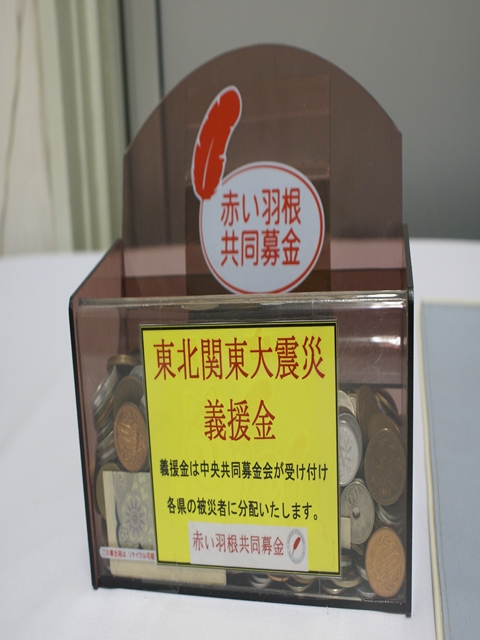 赤い羽根
共同募金
東北関東大震災
義援金
義援金は中央共同募金会が受け付け
各県の被災者に分配いたします。
赤い羽根共同募金